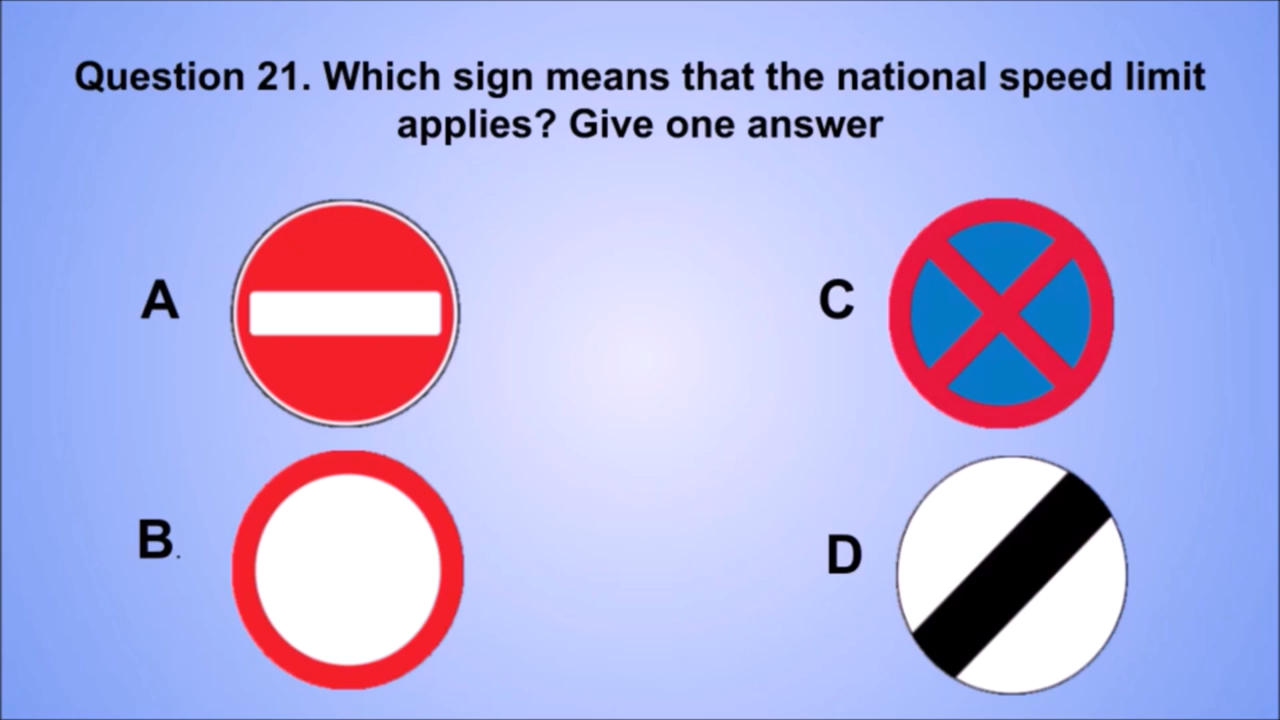 Question 21. Which sign means that the national speed limit
applies? Give one answer
A
C
B.
D